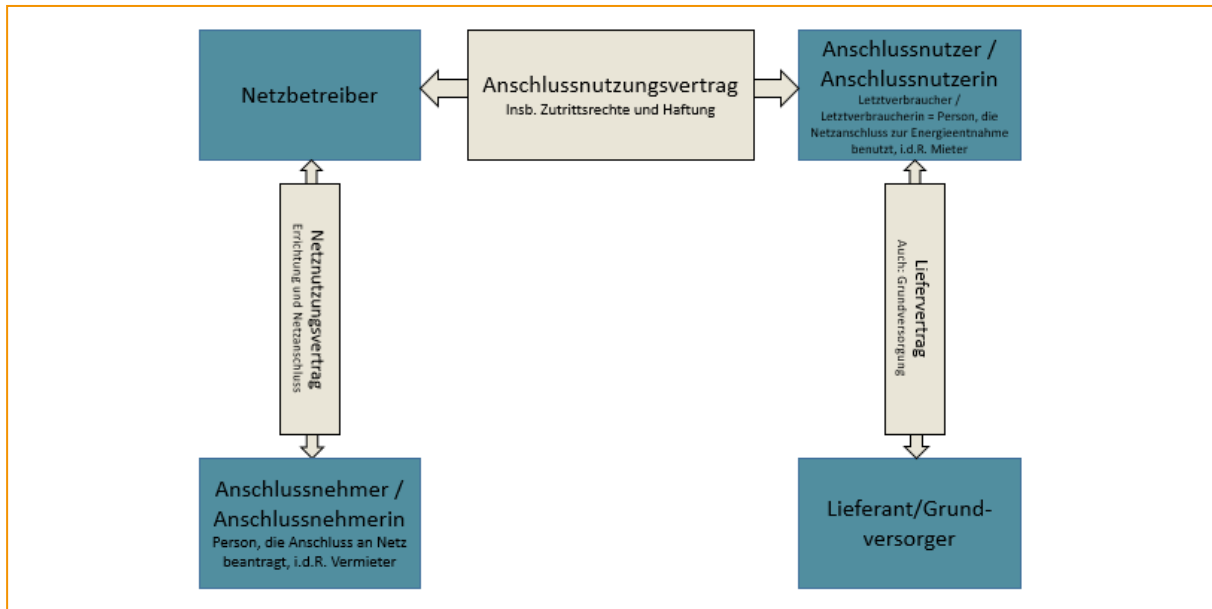 Netzbetreiber
Anschlussnutzungsvertrag
Insb. Zutrittsrechte und Haftung
Anschlussnutzer /
Anschlussnutzerin
Letztverbraucher /
Letztverbraucherin = Person, die
Netzanschluss zur Energieentnahme
benutzt, i.d.R. Mieter
Netznutzungsvertrag
Errichtung und Netzanschluss
Liefervertrag
Auch: Grundversorgung
Anschlussnehmer /
Anschlussnehmerin
Person, die Anschluss an Netz
beantragt, i.d.R. Vermieter
Lieferant/Grund-
versorger